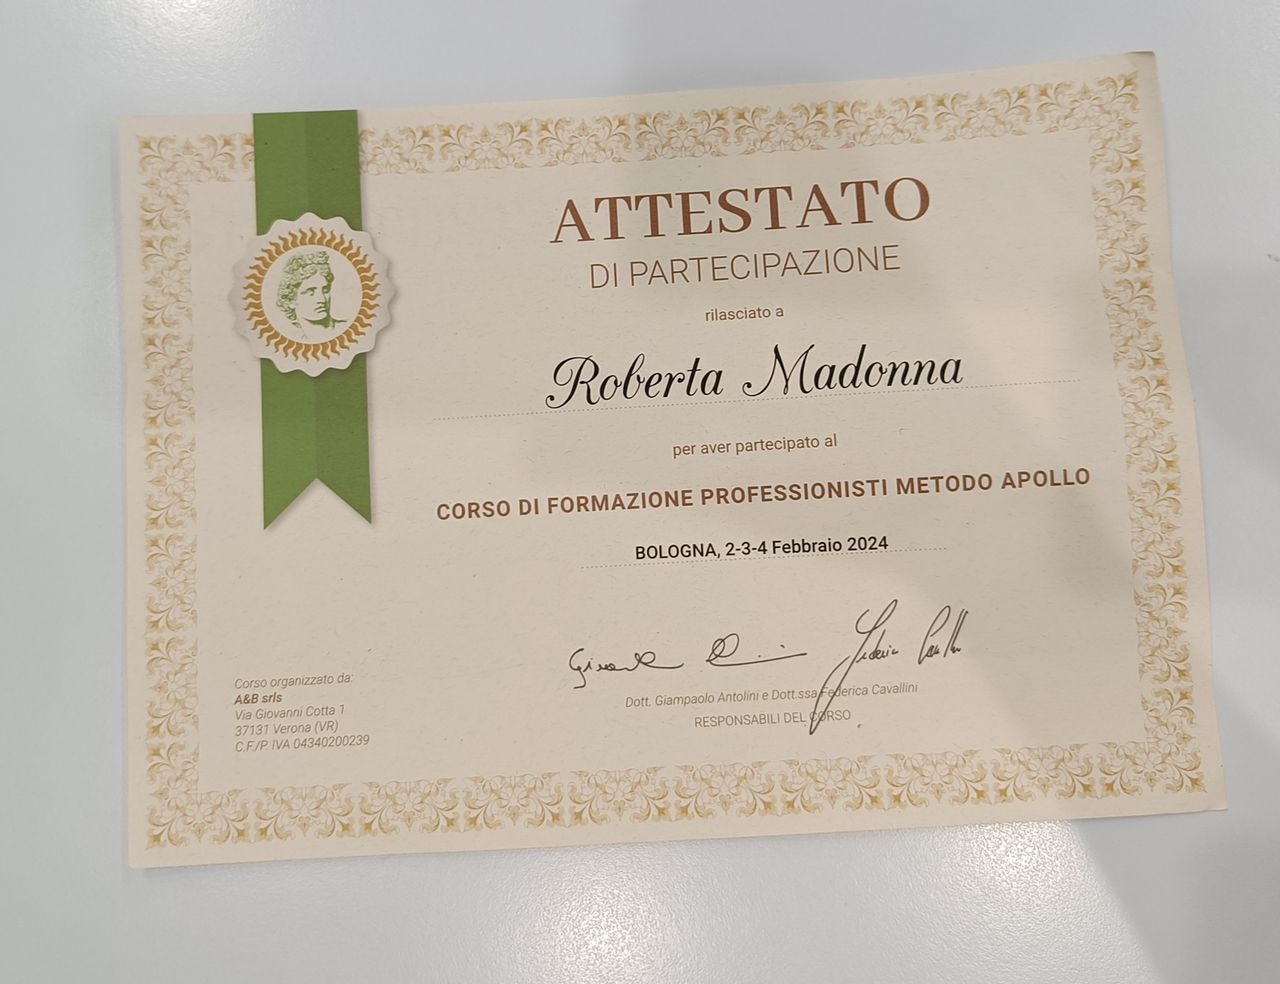 ATTESTATO
DI PARTECIPAZIONE
rilasciato a
Roberta Madonna
per aver partecipato al
CORSO DI FORMAZIONE PROFESSIONISTI METODO APOLLO
BOLOGNA, 2-3-4 Febbraio 2024
Dott. Giampaolo Antolini e Dott.ssa Federica Cavallini
RESPONSABILI DEL CORSO
Corso organizzato da:
A&B srls
Via Giovanni Cotta 1
37131 Verona (VR)
C.F./P. IVA 04340200239